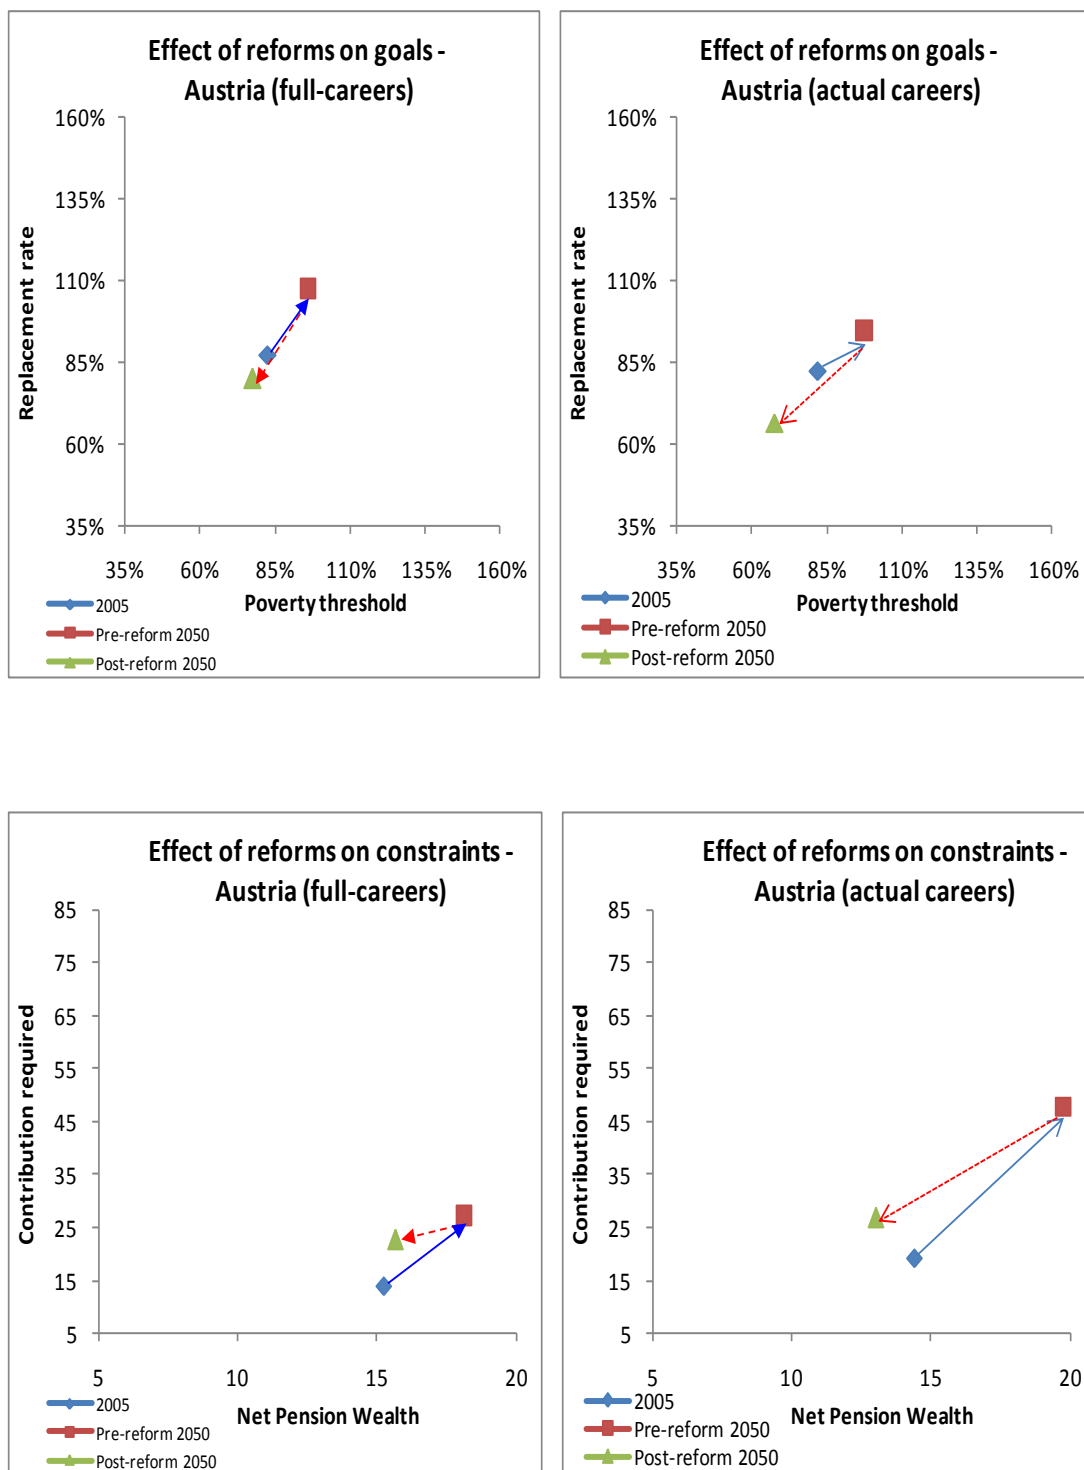 Effect of reforms on goals -
Austria (full-careers)
160%
135%
110%
85%
60%
35%
Replacement rate
35% 60% 85% 110% 135% 160%
Poverty threshold
2005
Pre-reform 2050
Post-reform 2050
Effect of reforms on goals -
Austria (actual careers)
160%
135%
110%
85%
60%
35%
Replacement rate
35% 60% 85% 110% 135% 160%
Poverty threshold
2005
Pre-reform 2050
Post-reform 2050
Effect of reforms on constraints -
Austria (full-careers)
85
75
65
55
45
35
25
15
5
Contribution required
5 10 15 20
Net Pension Wealth
2005
Pre-reform 2050
Post-reform 2050
Effect of reforms on constraints -
Austria (actual careers)
85
75
65
55
45
35
25
15
5
Contribution required
5 10 15 20
Net Pension Wealth
2005
Pre-reform 2050
Post-reform 2050